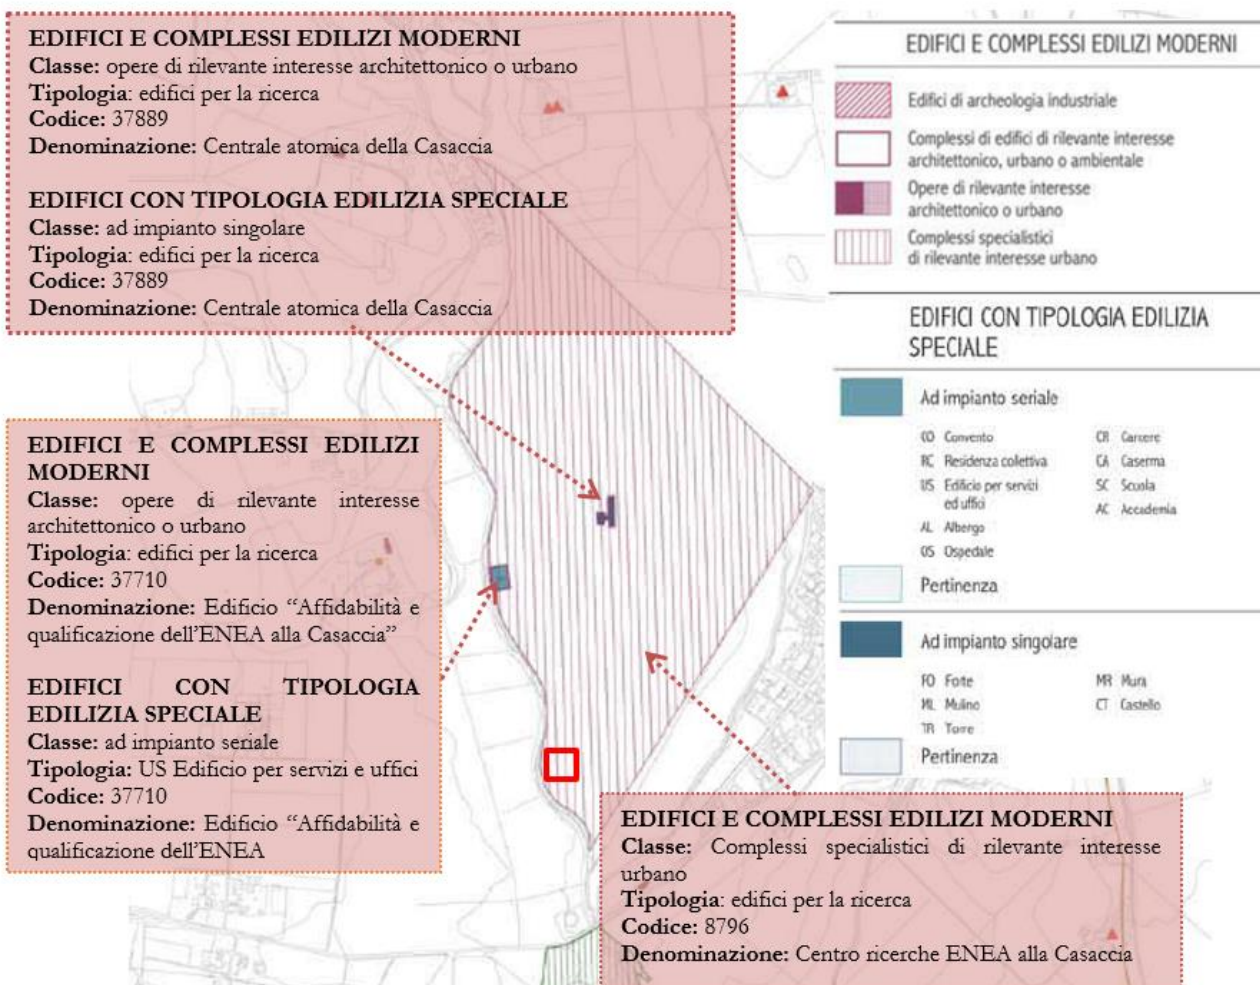 EDIFICI E COMPLESSI EDILIZI MODERNI
Classe: opere di rilevante interesse architettonico o urbano
Tipologia: edifici per la ricerca
Codice: 37889
Denominazione: Centrale atomica della Casaccia
EDIFICI CON TIPOLOGIA EDILIZIA SPECIALE
Classe: ad impianto singolare
Tipologia: edifici per la ricerca
Codice: 37889
Denominazione: Centrale atomica della Casaccia
EDIFICI E COMPLESSI EDILIZI
MODERNI
Classe: opere di rilevante interesse
architettonico o urbano
Tipologia: edifici per la ricerca
Codice: 37710
Denominazione: Edificio “Affidabilità e
qualificazione dell’ENEA alla Casaccia”
EDIFICI CON TIPOLOGIA
EDILIZIA SPECIALE
Classe: ad impianto seriale
Tipologia: US Edificio per servizi e uffici
Codice: 37710
Denominazione: Edificio “Affidabilità e
qualificazione dell’ENEA
EDIFICI E COMPLESSI EDILIZI MODERNI
Classe: Complessi specialistici di rilevante interesse
urbano
Tipologia: edifici per la ricerca
Codice: 8796
Denominazione: Centro ricerche ENEA alla Casaccia
EDIFICI E COMPLESSI EDILIZI MODERNI
Edifici di archeologia industriale
Complessi di edifici di rilevante interesse
architettonico, urbano o ambientale
Opere di rilevante interesse
architettonico o urbano
Complessi specialistici
di rilevante interesse urbano
EDIFICI CON TIPOLOGIA EDILIZIA
SPECIALE
Ad impianto seriale
CO Convento
RC Residenza collettiva
US Edificio per servizi
ed uffici
AL Albergo
OS Ospedale
CR Carcere
CA Caserma
SC Scuola
AC Accademia
Pertinenza
Ad impianto singolare
FO Forte
ML Mulino
TR Torre
MR Mura
CT Castello
Pertinenza